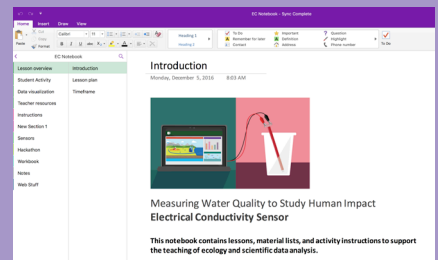 EC Notebook - Sync Complete
Home Insert Draw View
Paste
Cut
Copy
Format
Calibri 11
B I U abc X₂
Heading 1
Heading 2
To Do
Remember for later
Contact
Important
Definition
Address
Question
Highlight
Phone number
To Do
EC Notebook
Lesson overview
Student Activity
Data visualization
Teacher resources
Instructions
New Section 1
Sensors
Hackathon
Workbook
Notes
Web Stuff
Introduction
Lesson plan
Timeframe
Introduction
Monday, December 5, 2016 8:03 AM
Measuring Water Quality to Study Human Impact
Electrical Conductivity Sensor
This notebook contains lessons, material lists, and activity instructions to support
the teaching of ecology and scientific data analysis.